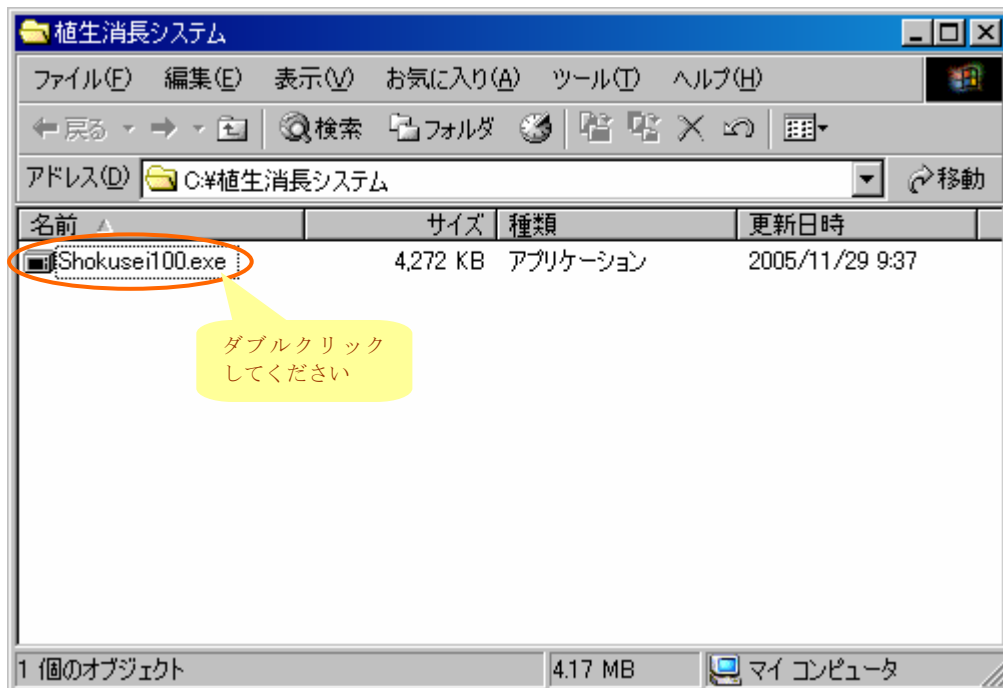 植生消長システム
ファイル(F) 編集(E) 表示(V) お気に入り(A) ツール(T) ヘルプ(H)
戻る 検索 フォルダ
アドレス(D) C:¥植生消長システム 移動
名前 サイズ 種類 更新日時
Shokusei100.exe 4,272 KB アプリケーション 2005/11/29 9:37
ダブルクリック
してください
1 個のオブジェクト 4.17 MB マイ コンピュータ